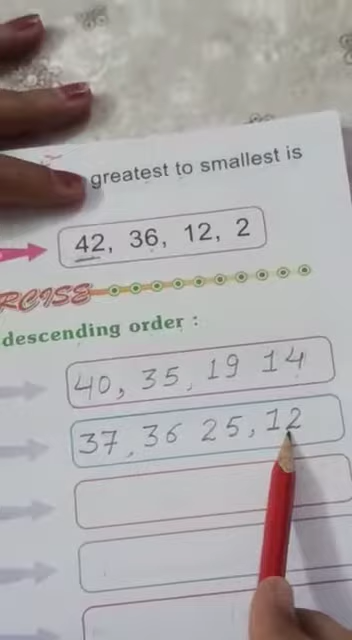 greatest to smallest is
42, 36, 12, 2
RCISE
descending order :
40, 35, 19 14
37, 36 25, 12